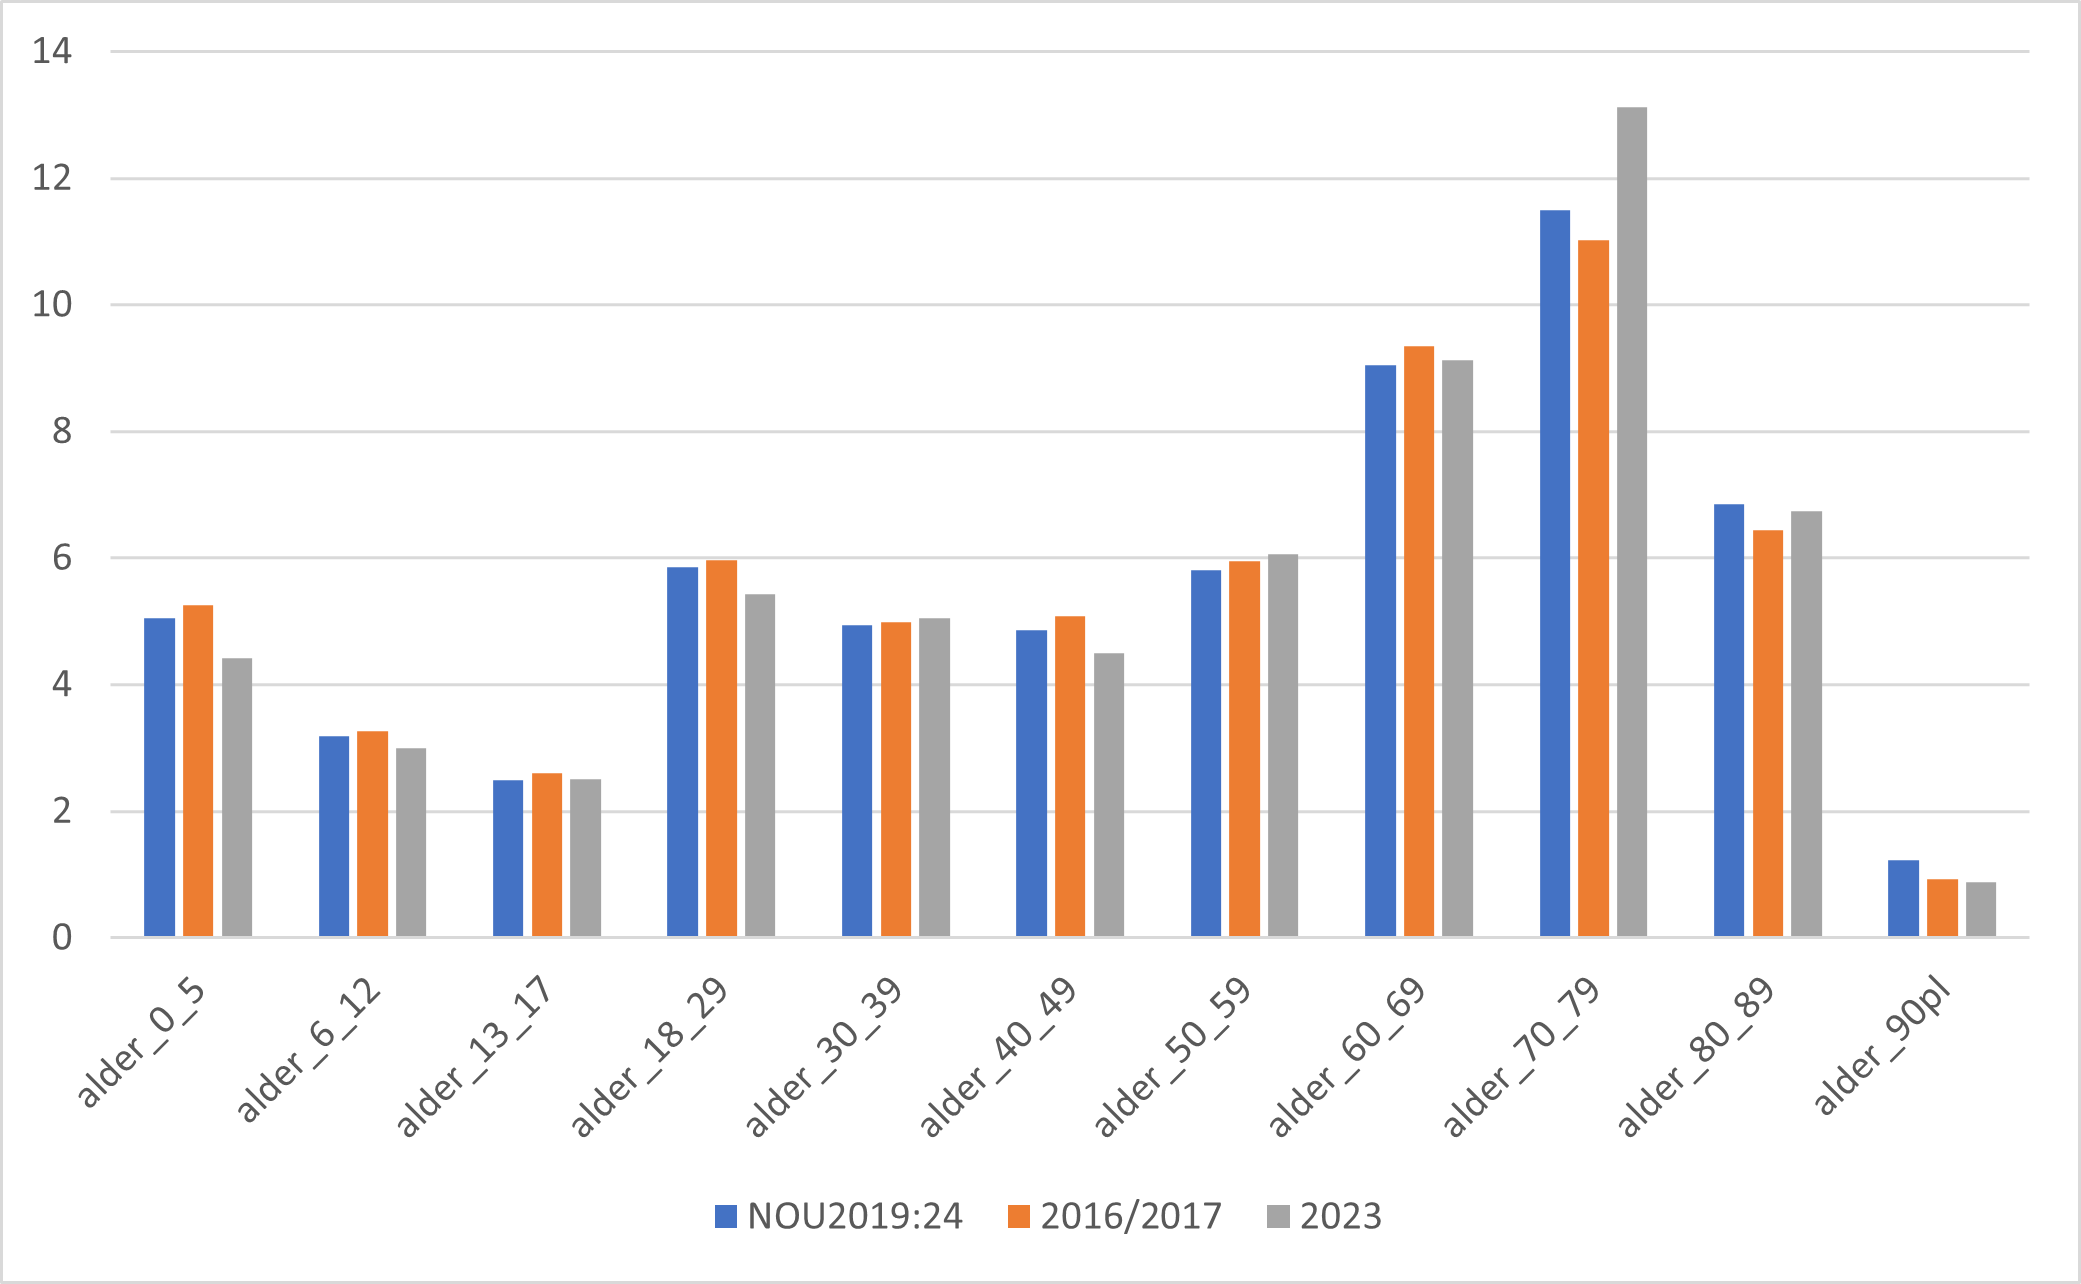 14
12
10
8
6
4
2
0
alder_0_5
alder_6_12
alder_13_17
alder_18_29
alder_30_39
alder_40_49
alder_50_59
alder_60_69
alder_70_79
alder_80_89
alder_90pl
NOU2019:24 2016/2017 2023